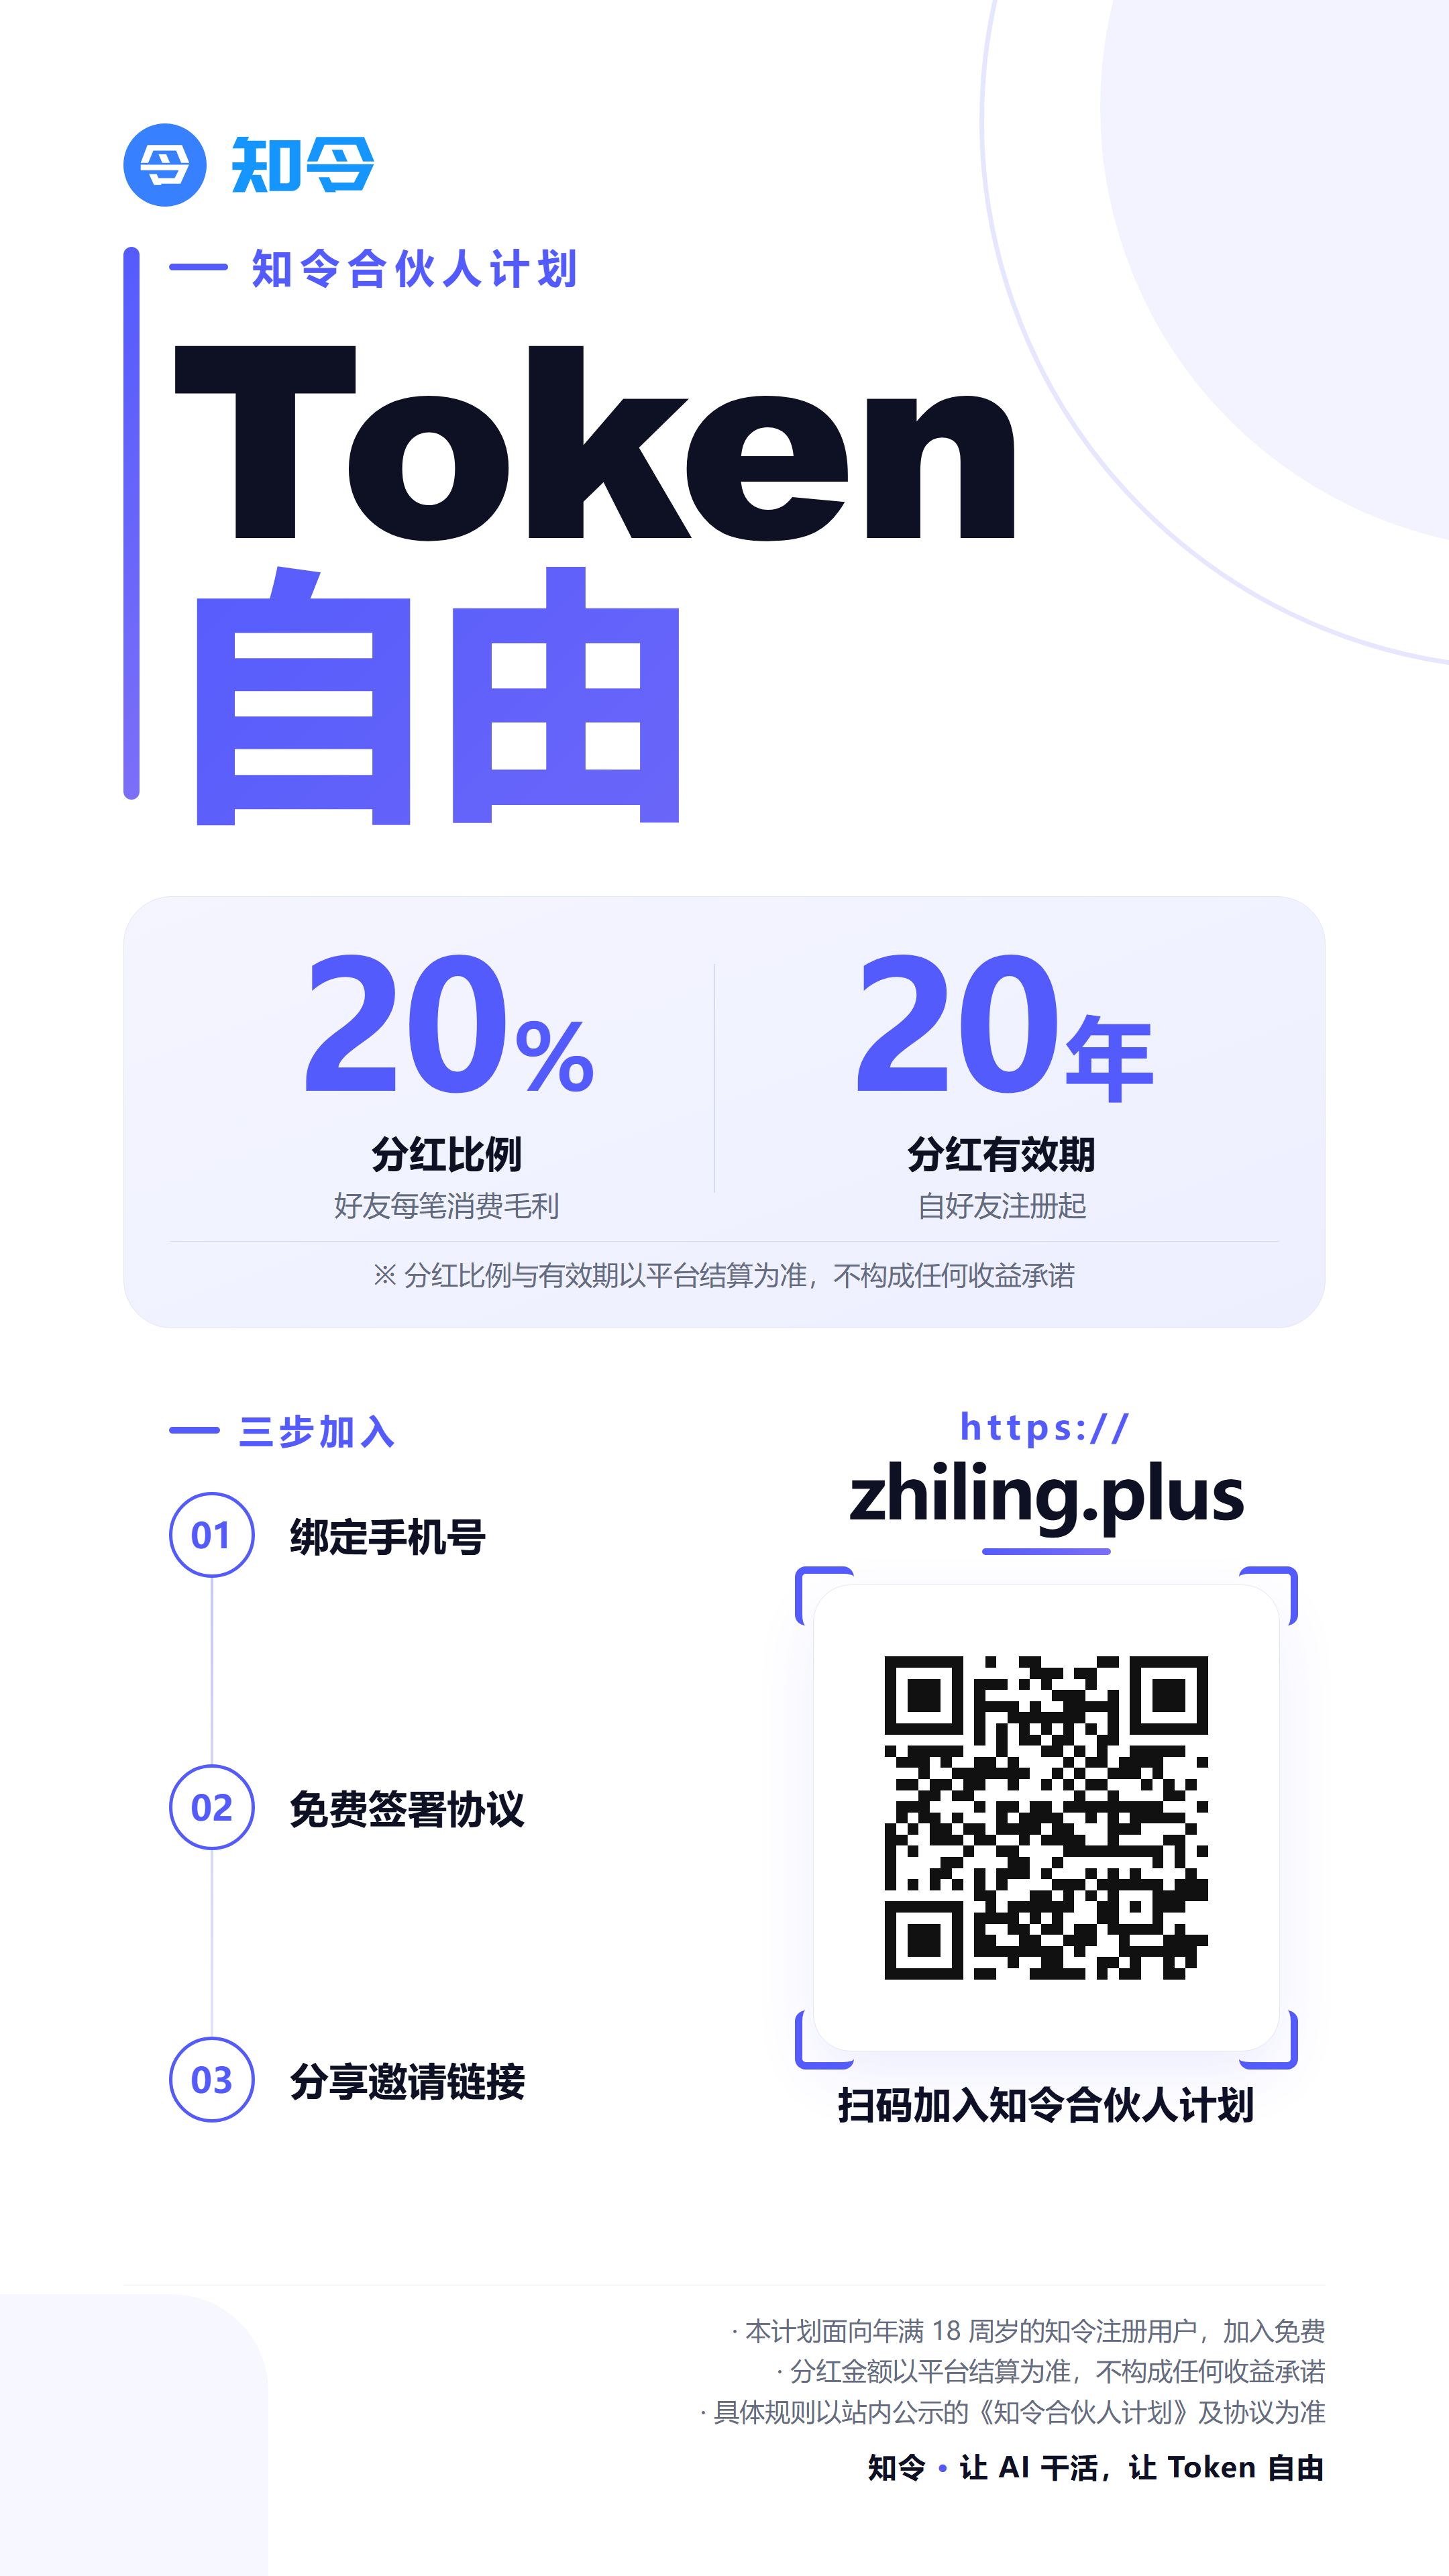 知令
知令合伙人计划
Token
自由
20%
分红比例
好友每笔消费毛利
20年
分红有效期
自好友注册起
※ 分红比例与有效期以平台结算为准，不构成任何收益承诺
三步加入
01 绑定手机号
02 免费签署协议
03 分享邀请链接
https://
zhiling.plus
扫码加入知令合伙人计划
· 本计划面向年满 18 周岁的知令注册用户，加入免费
· 分红金额以平台结算为准，不构成任何收益承诺
· 具体规则以站内公示的《知令合伙人计划》及协议为准
知令 • 让 AI 干活，让 Token 自由